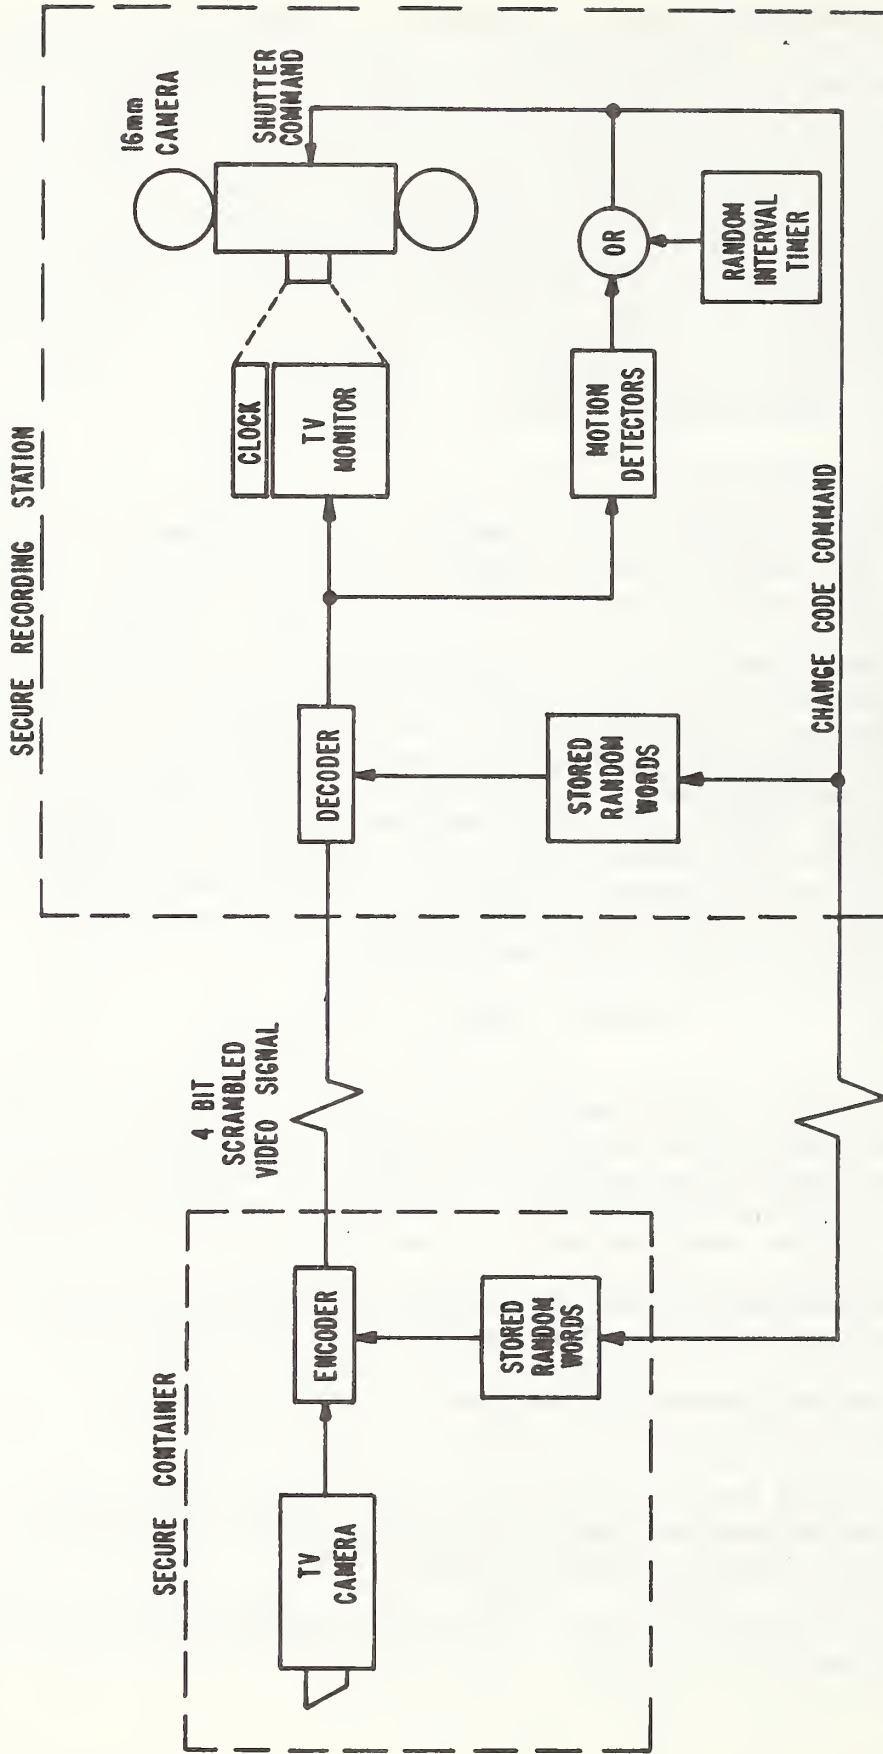 SECURE CONTAINER
TV
CAMERA
ENCODER
STORED
RANDOM
WORDS
4 BIT
SCRAMBLED
VIDEO SIGNAL
SECURE RECORDING STATION
DECODER
STORED
RANDOM
WORDS
CLOCK
TV
MONITOR
16mm
CAMERA
SHUTTER
COMMAND
MOTION
DETECTORS
OR
RANDOM
INTERVAL
TIMER
CHANGE CODE COMMAND